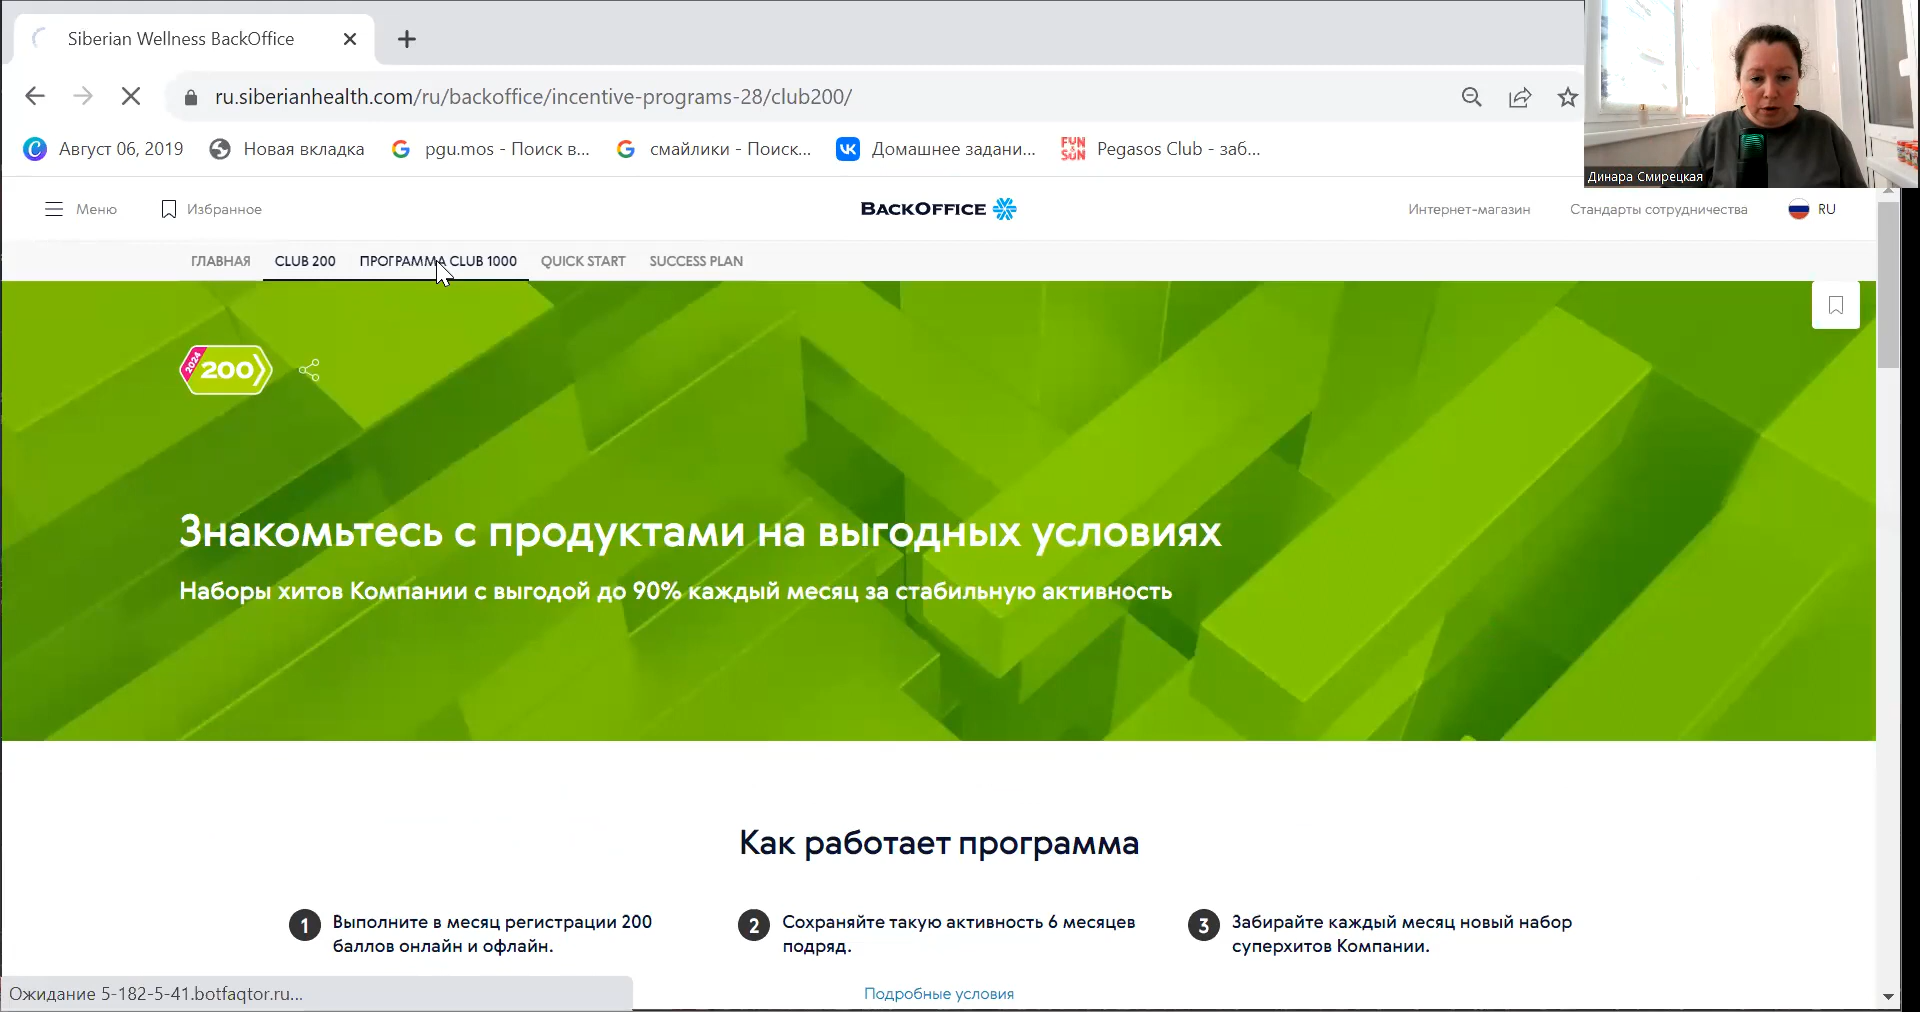 Siberian Wellness BackOffice
ru.siberianhealth.com/ru/backoffice/incentive-programs-28/club200/
Август 06, 2019
Новая вкладка
pgu.mos - Поиск в...
смайлики - Поиск...
Домашнее задани...
FUN & SUN
Pegasos Club - заб...
Динара Смирецкая
Меню
Избранное
BACKOFFICE
Интернет-магазин
Стандарты сотрудничества
RU
ГЛАВНАЯ
CLUB 200
ПРОГРАММА CLUB 1000
QUICK START
SUCCESS PLAN
2024
200
Знакомьтесь с продуктами на выгодных условиях
Наборы хитов Компании с выгодой до 90% каждый месяц за стабильную активность
Как работает программа
1
Выполните в месяц регистрации 200
баллов онлайн и офлайн.
2
Сохраняйте такую активность 6 месяцев
подряд.
3
Забирайте каждый месяц новый набор
суперхитов Компании.
Подробные условия
Ожидание 5-182-5-41.botfaqtor.ru...